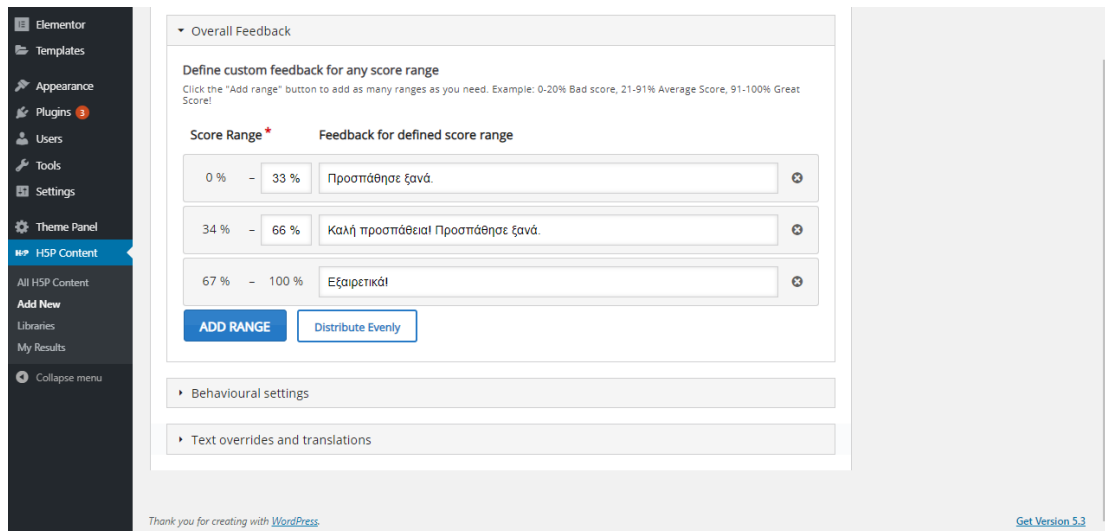 Elementor
Templates
Appearance
Plugins 3
Users
Tools
Settings
Theme Panel
H5P H5P Content
All H5P Content
Add New
Libraries
My Results
Collapse menu
Overall Feedback
Define custom feedback for any score range
Click the "Add range" button to add as many ranges as you need. Example: 0-20% Bad score, 21-91% Average Score, 91-100% Great
Score!
Score Range * Feedback for defined score range
0 % – 33 % Προσπάθησε ξανά.
34 % – 66 % Καλή προσπάθεια! Προσπάθησε ξανά.
67 % – 100 % Εξαιρετικά!
ADD RANGE Distribute Evenly
Behavioural settings
Text overrides and translations
Thank you for creating with WordPress. Get Version 5.3